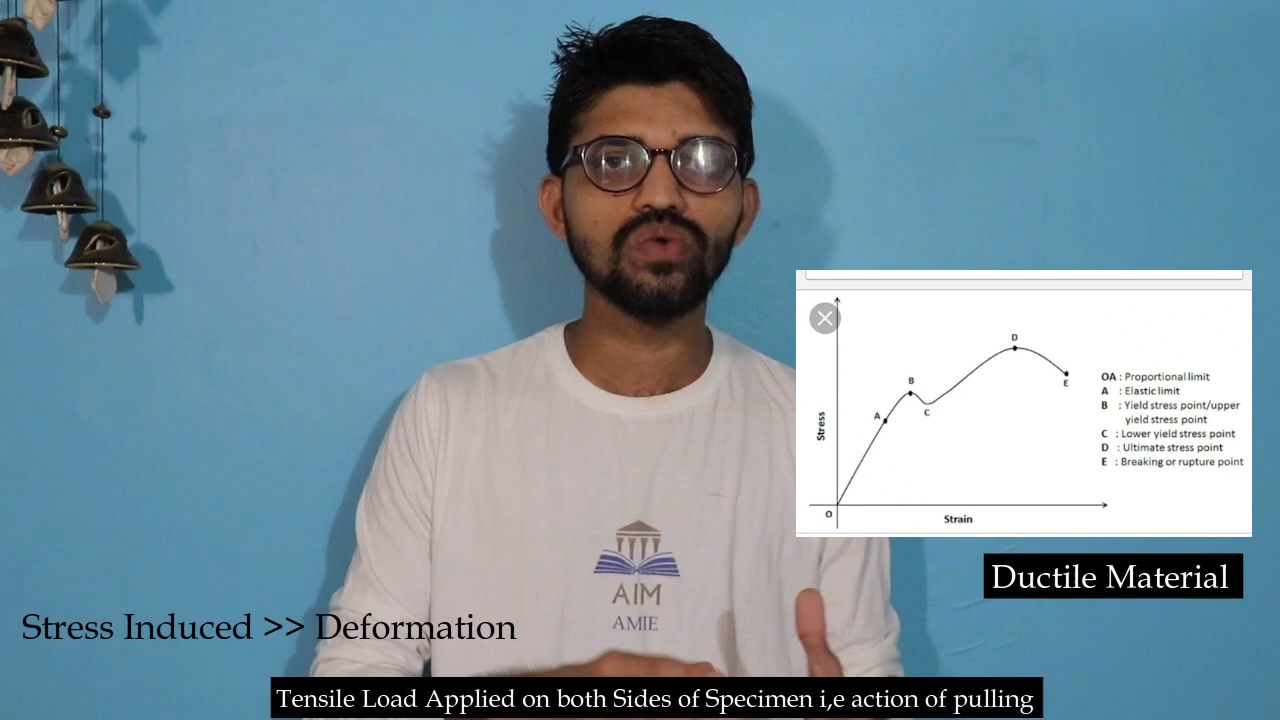 D
B
A
C
E
Stress
O
Strain
OA : Proportional limit
A : Elastic limit
B : Yield stress point/upper
yield stress point
C : Lower yield stress point
D : Ultimate stress point
E : Breaking or rupture point
Ductile Material
AIM
AMIE
Stress Induced >> Deformation
Tensile Load Applied on both Sides of Specimen i,e action of pulling